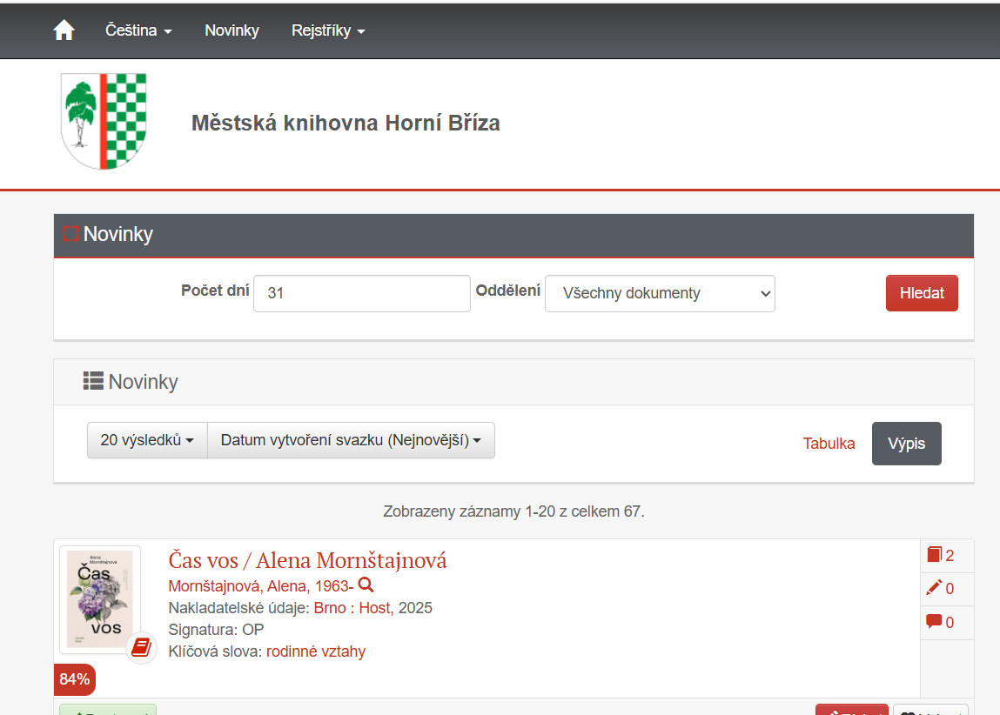 Čeština Novinky Rejstříky
Městská knihovna Horní Bříza
Novinky
Počet dní 31 Oddělení Všechny dokumenty Hledat
Novinky
20 výsledků Datum vytvoření svazku (Nejnovější) Tabulka Výpis
Zobrazeny záznamy 1-20 z celkem 67.
Alena
Mornštajnová
Čas
vos
Čas vos / Alena Mornštajnová
Mornštajnová, Alena, 1963-
Nakladatelské údaje: Brno : Host, 2025
Signatura: OP
Klíčová slova: rodinné vztahy
84%
2
0
0